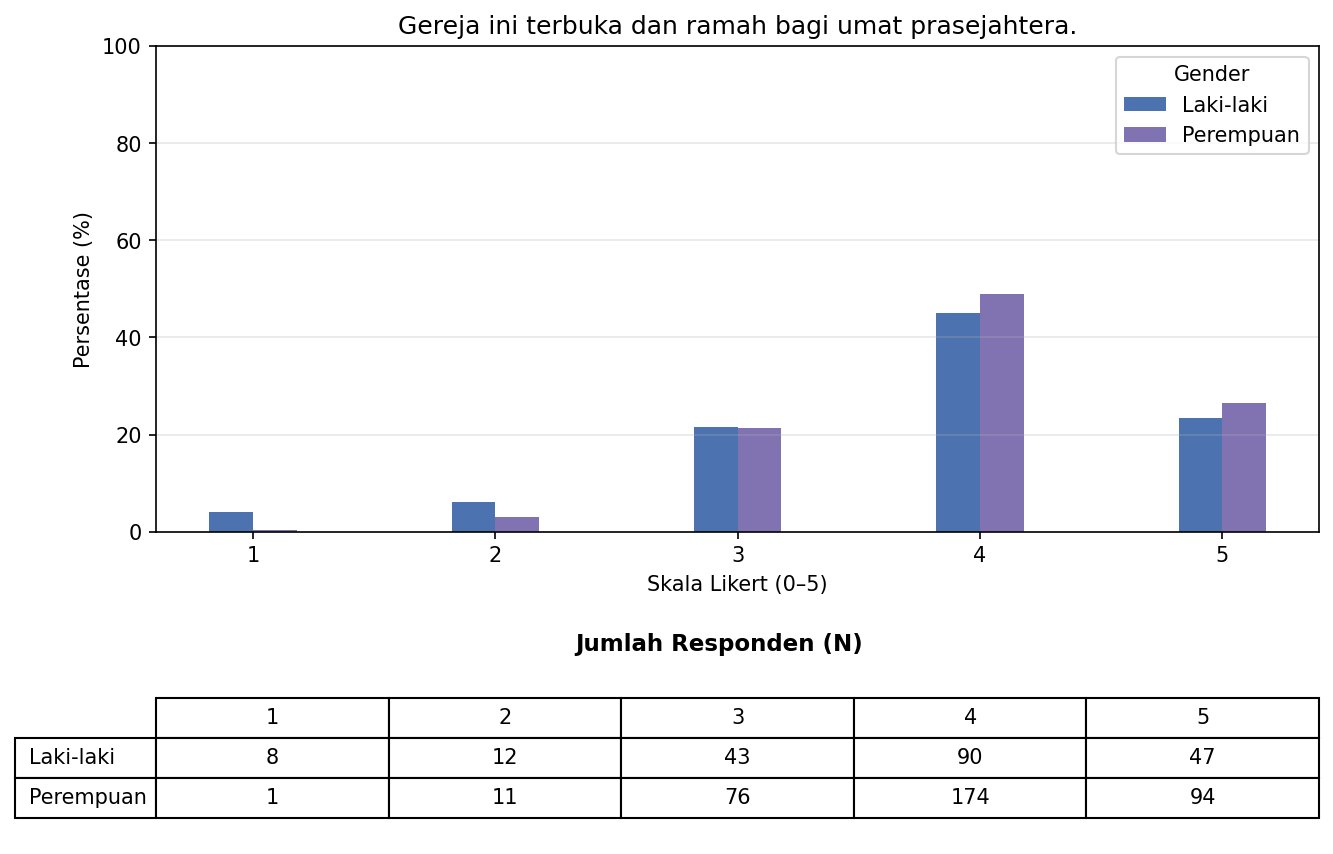 Gereja ini terbuka dan ramah bagi umat prasejahtera.
100
80
60
40
20
0
Persentase (%)
Gender
Laki-laki
Perempuan
1 2 3 4 5
Skala Likert (0–5)
Jumlah Responden (N)
1 2 3 4 5
Laki-laki 8 12 43 90 47
Perempuan 1 11 76 174 94